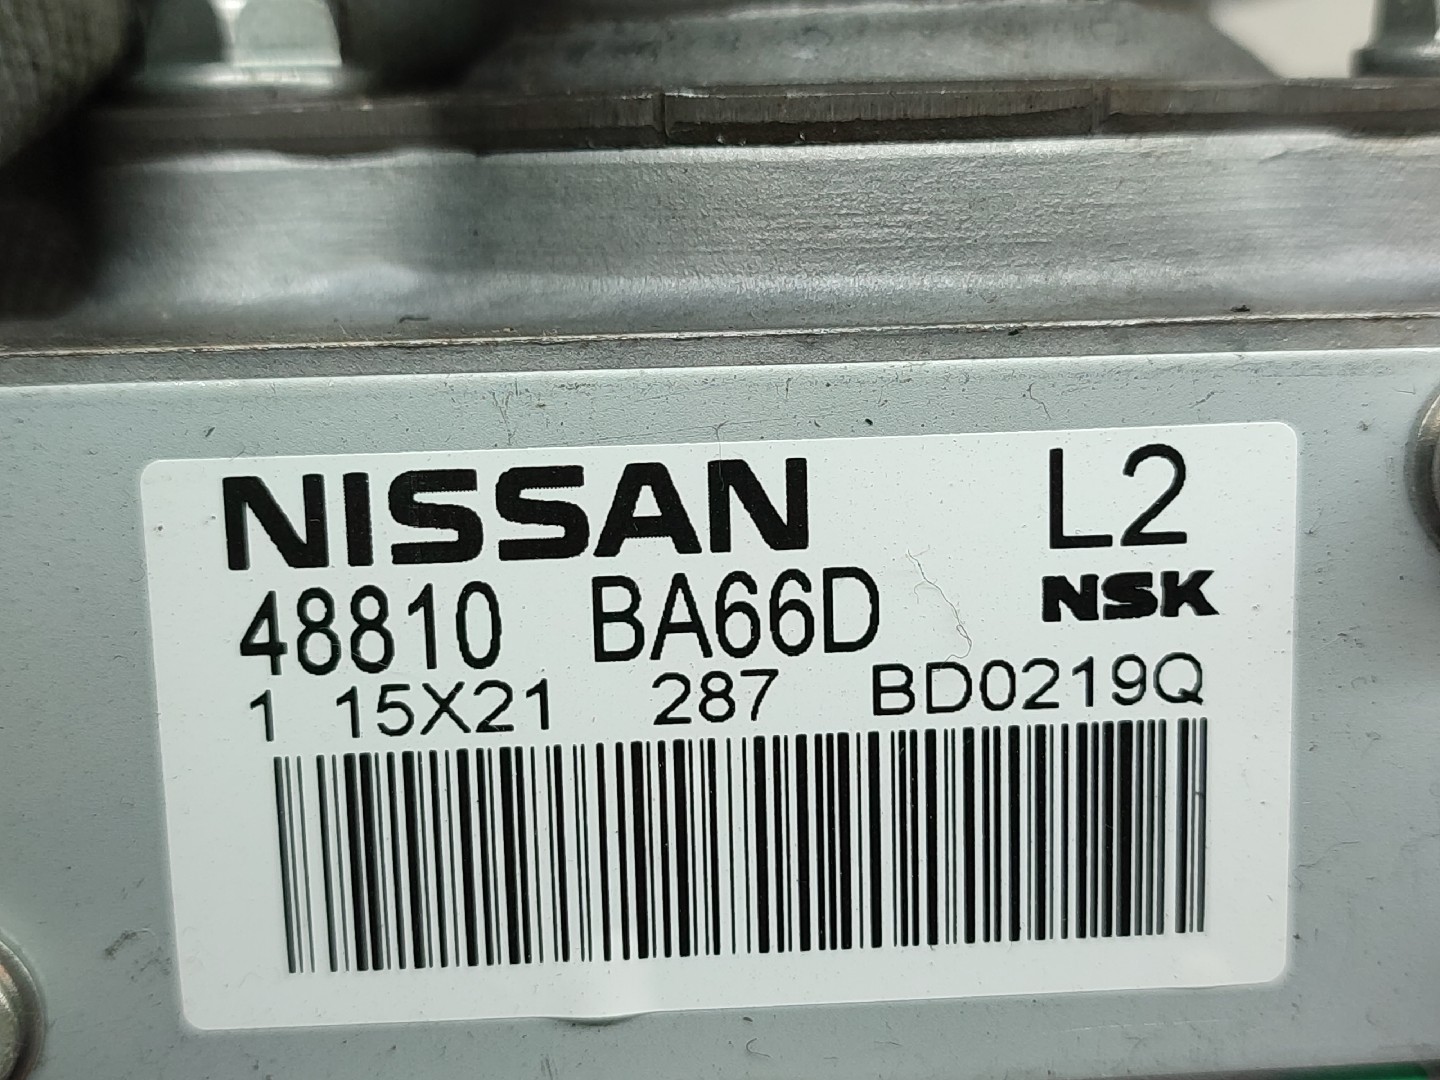 NISSAN L2
48810 BA66D NSK
1 15X21 287 BD0219Q